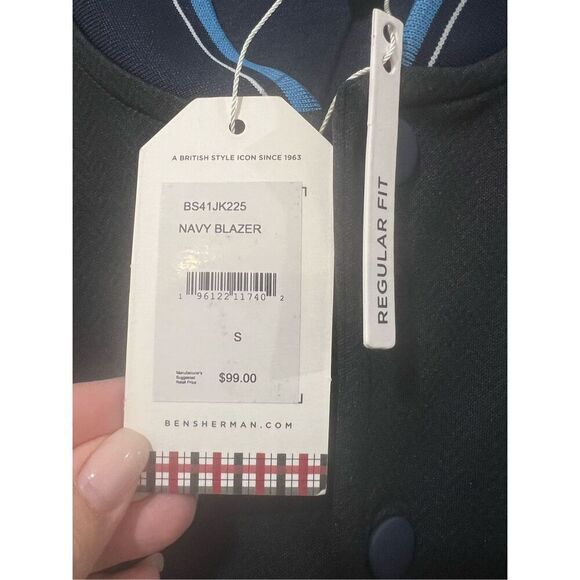 A BRITISH STYLE ICON SINCE 1963
BS41JK225
NAVY BLAZER
1 96122 11740 2
S
Manufacturer's
Suggested
Retail Price
$99.00
BENSHERMAN.COM
REGULAR FIT